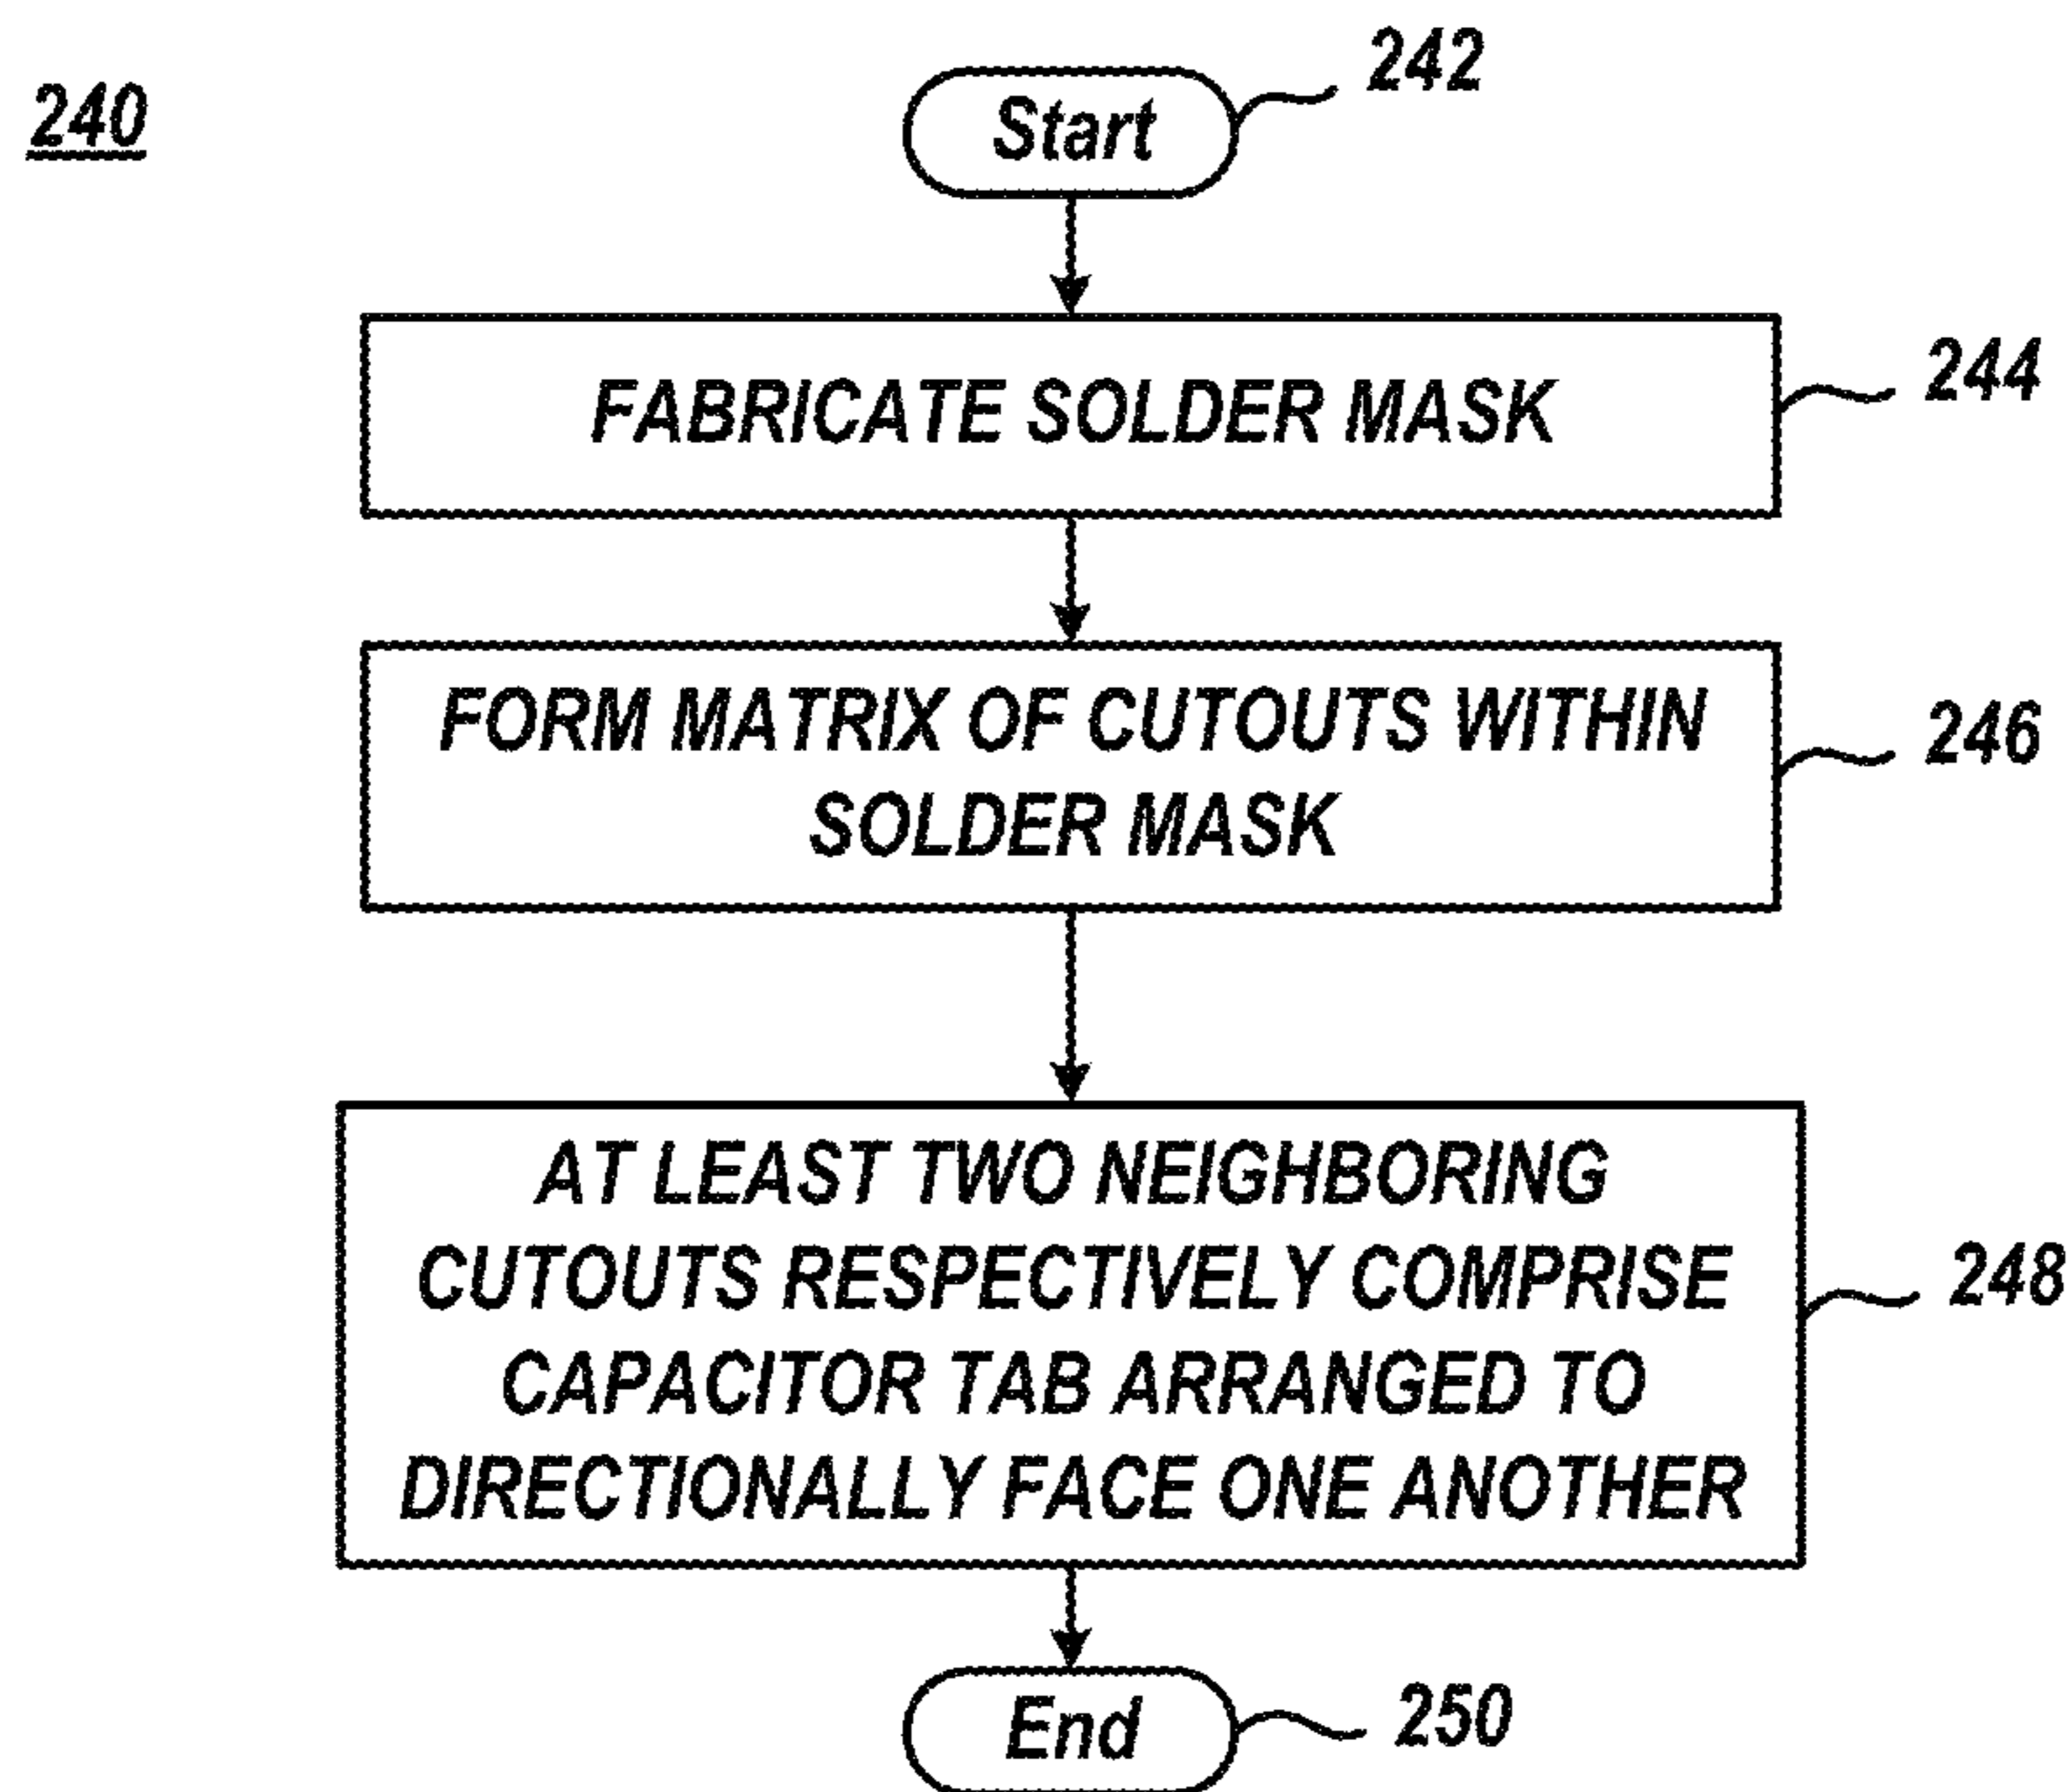 240
Start
242
FABRICATE SOLDER MASK
244
FORM MATRIX OF CUTOUTS WITHIN
SOLDER MASK
246
AT LEAST TWO NEIGHBORING
CUTOUTS RESPECTIVELY COMPRISE
CAPACITOR TAB ARRANGED TO
DIRECTIONALLY FACE ONE ANOTHER
248
End
250